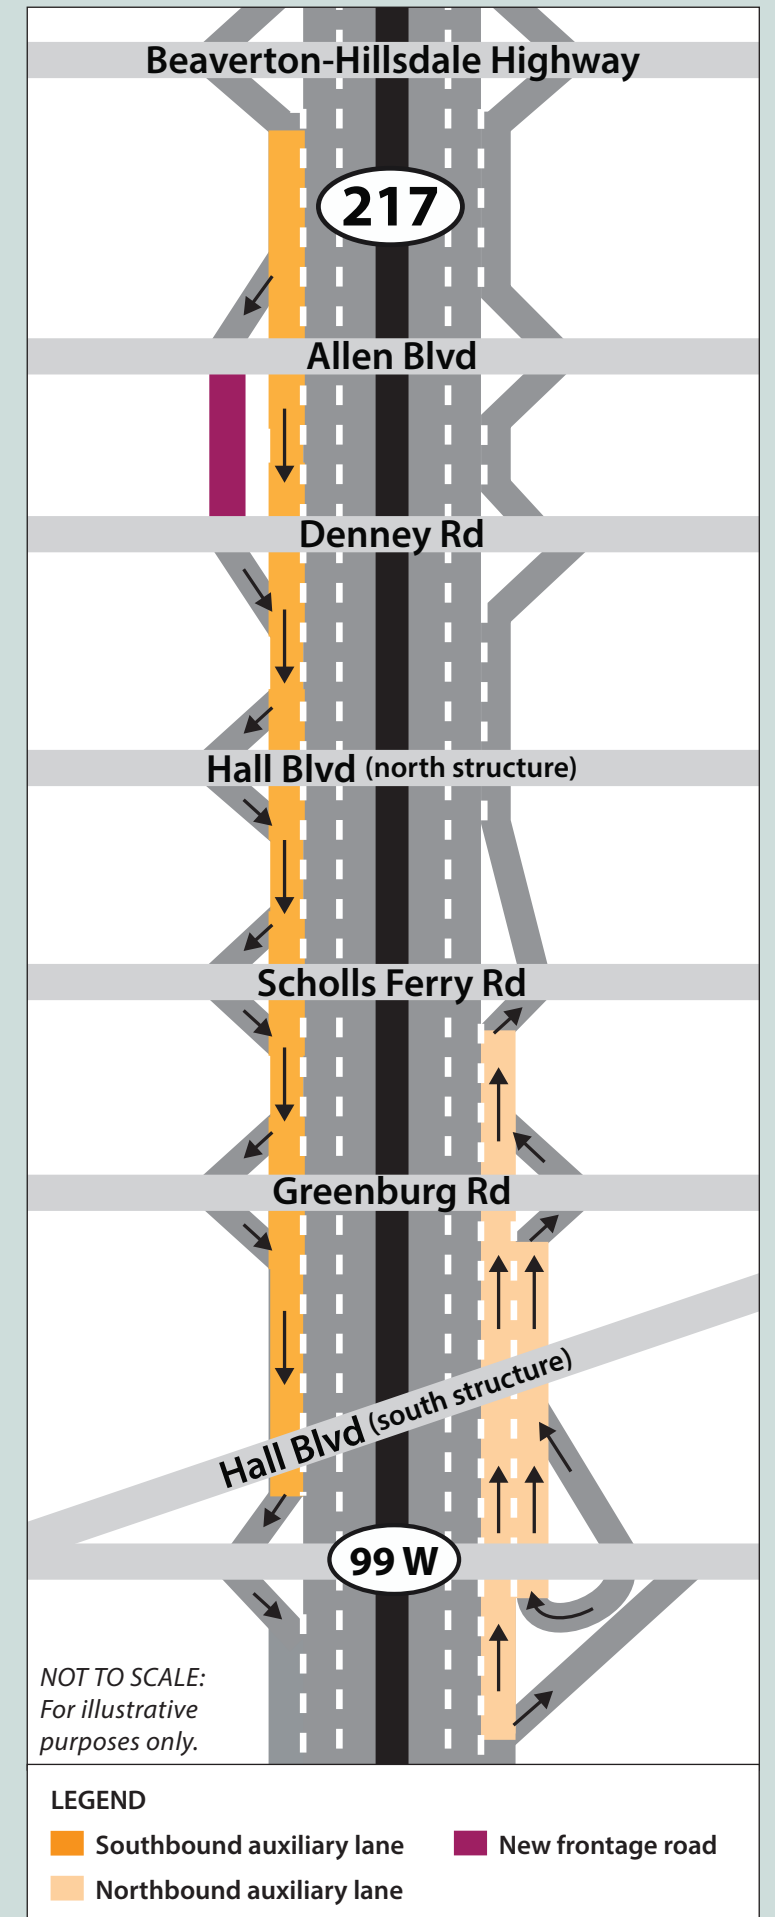 Beaverton-Hillsdale Highway
217
Allen Blvd
Denney Rd
Hall Blvd (north structure)
Scholls Ferry Rd
Greenburg Rd
Hall Blvd (south structure)
99 W
NOT TO SCALE:
For illustrative
purposes only.
LEGEND
Southbound auxiliary lane
New frontage road
Northbound auxiliary lane